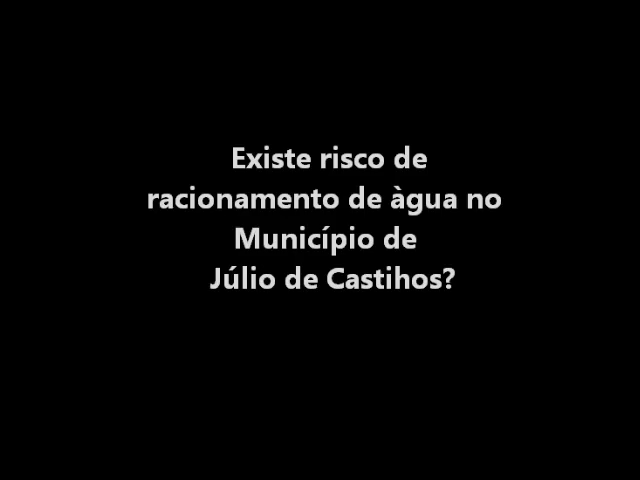 Existe risco de
racionamento de àgua no
Município de
Júlio de Castihos?